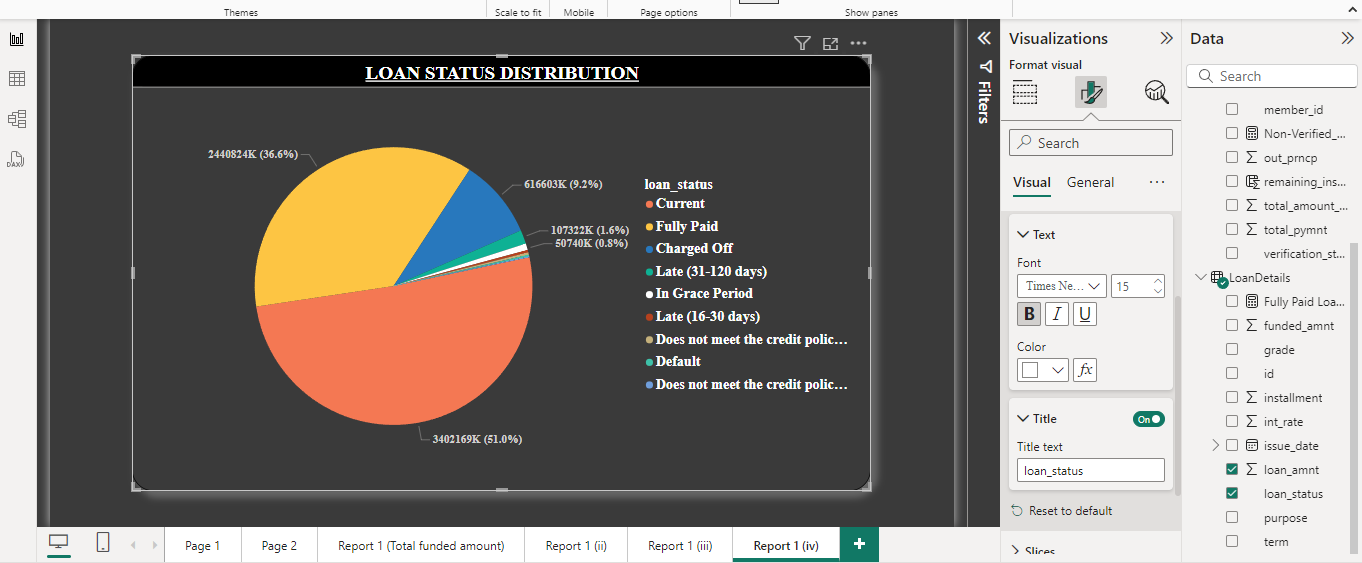 Themes
Scale to fit
Mobile
Page options
Show panes
LOAN STATUS DISTRIBUTION
2440824K (36.6%)
616603K (9.2%)
107322K (1.6%)
50740K (0.8%)
3402169K (51.0%)
loan_status
Current
Fully Paid
Charged Off
Late (31-120 days)
In Grace Period
Late (16-30 days)
Does not meet the credit polic...
Default
Does not meet the credit polic...
Filters
Visualizations
Format visual
Search
Visual
General
Text
Font
Times Ne...
15
B
I
U
Color
fx
Title
On
Title text
loan_status
Reset to default
Slices
Data
Search
member_id
Non-Verified_...
out_prncp
remaining_ins...
total_amount_...
total_pymnt
verification_st...
LoanDetails
Fully Paid Loa...
funded_amnt
grade
id
installment
int_rate
issue_date
loan_amnt
loan_status
purpose
term
DAX
Page 1
Page 2
Report 1 (Total funded amount)
Report 1 (ii)
Report 1 (iii)
Report 1 (iv)